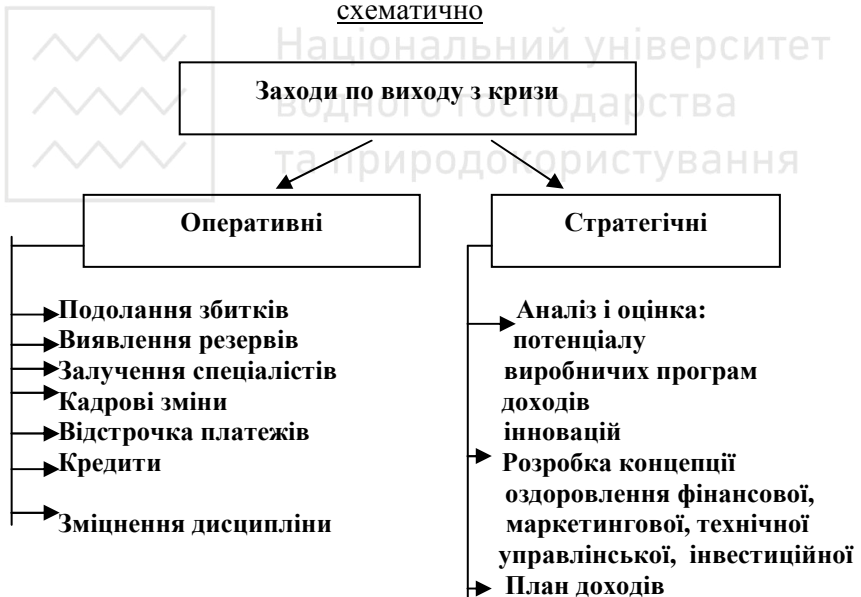 схематично
Національний університет
водного господарства
та природокористування
Заходи по виходу з кризи
Оперативні
Подолання збитків
Виявлення резервів
Залучення спеціалістів
Кадрові зміни
Відстрочка платежів
Кредити
Зміцнення дисципліни
Стратегічні
Аналіз і оцінка:
потенціалу
виробничих програм
доходів
інновацій
Розробка концепції
оздоровлення фінансової,
маркетингової, технічної
управлінської, інвестиційної
План доходів